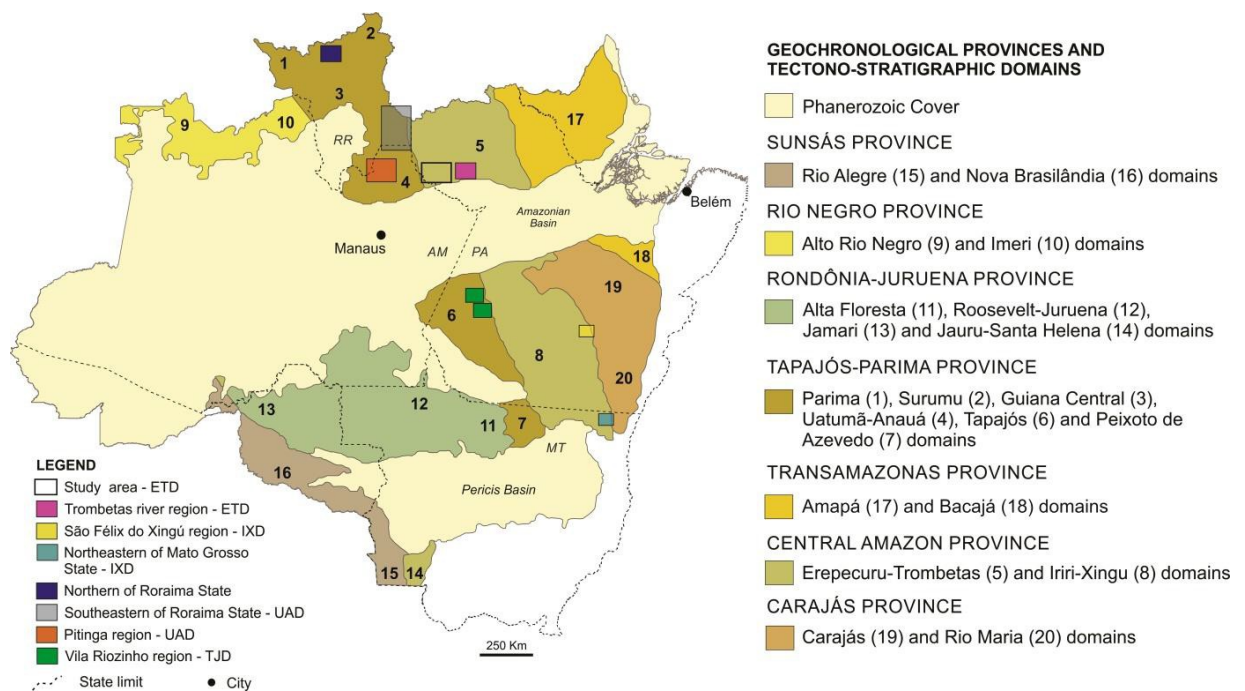 1
2
3
4
5
6
7
8
9
10
11
12
13
14
15
16
17
18
19
20
RR
AM
PA
MT
Amazonian
Basin
Belém
Manaus
Pericis Basin
250 Km
LEGEND
Study area - ETD
Trombetas river region - ETD
São Félix do Xingú region - IXD
Northeastern of Mato Grosso
State - IXD
Northern of Roraima State
Southeastern of Roraima State - UAD
Pitinga region - UAD
Vila Riozinho region - TJD
State limit
City
GEOCHRONOLOGICAL PROVINCES AND
TECTONO-STRATIGRAPHIC DOMAINS
Phanerozoic Cover
SUNSÁS PROVINCE
Rio Alegre (15) and Nova Brasilândia (16) domains
RIO NEGRO PROVINCE
Alto Rio Negro (9) and Imeri (10) domains
RONDÔNIA-JURUENA PROVINCE
Alta Floresta (11), Roosevelt-Juruena (12),
Jamari (13) and Jauru-Santa Helena (14) domains
TAPAJÓS-PARIMA PROVINCE
Parima (1), Surumu (2), Guiana Central (3),
Uatumã-Anauá (4), Tapajós (6) and Peixoto de
Azevedo (7) domains
TRANSAMAZONAS PROVINCE
Amapá (17) and Bacajá (18) domains
CENTRAL AMAZON PROVINCE
Erepecuru-Trombetas (5) and Iriri-Xingu (8) domains
CARAJÁS PROVINCE
Carajás (19) and Rio Maria (20) domains